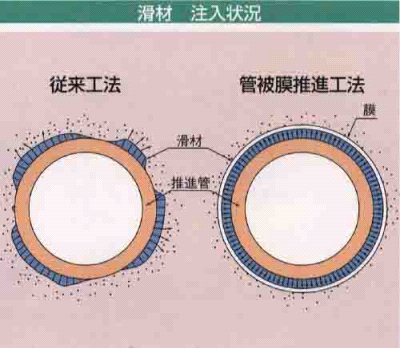 滑材　注入状況
従来工法
管被膜推進工法
膜
滑材
推進管